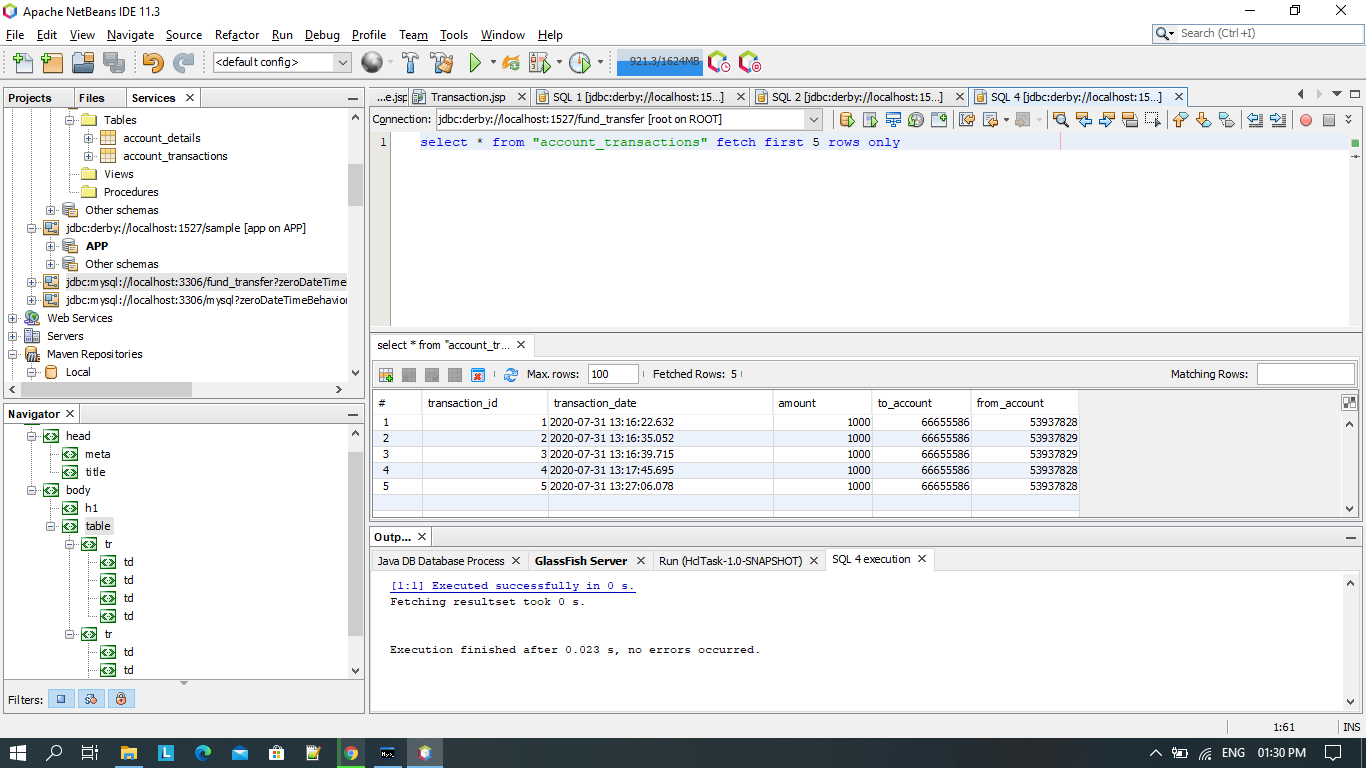 Apache NetBeans IDE 11.3
File Edit View Navigate Source Refactor Run Debug Profile Team Tools Window Help
Search (Ctrl +I)
<default config>
921.3/1624MB
Projects Files Services
Tables
account_details
account_transactions
Views
Procedures
Other schemas
jdbc:derby://localhost:1527/sample [app on APP]
APP
Other schemas
jdbc:mysql://localhost:3306/fund_transfer?zeroDateTime
jdbc:mysql://localhost:3306/mysql?zeroDateTimeBehavior
Web Services
Servers
Maven Repositories
Local
Navigator
head
meta
title
body
h1
table
tr
td
td
td
td
tr
td
td
Filters:
...e.jsp Transaction.jsp SQL 1 [jdbc:derby://localhost:15...] SQL 2 [jdbc:derby://localhost:15...] SQL 4 [jdbc:derby://localhost:15...]
Connection: jdbc:derby://localhost:1527/fund_transfer [root on ROOT]
1 select * from "account_transactions" fetch first 5 rows only
select * from "account_tr...
Max. rows: 100 Fetched Rows: 5 Matching Rows:
# transaction_id transaction_date amount to_account from_account
1 1 2020-07-31 13:16:22.632 1000 66655586 53937828
2 2 2020-07-31 13:16:35.052 1000 66655586 53937829
3 3 2020-07-31 13:16:39.715 1000 66655586 53937829
4 4 2020-07-31 13:17:45.695 1000 66655586 53937828
5 5 2020-07-31 13:27:06.078 1000 66655586 53937828
Outp...
Java DB Database Process GlassFish Server Run (HclTask-1.0-SNAPSHOT) SQL 4 execution
[1:1] Executed successfully in 0 s.
Fetching resultset took 0 s.
Execution finished after 0.023 s, no errors occurred.
1:61 INS
ENG 01:30 PM